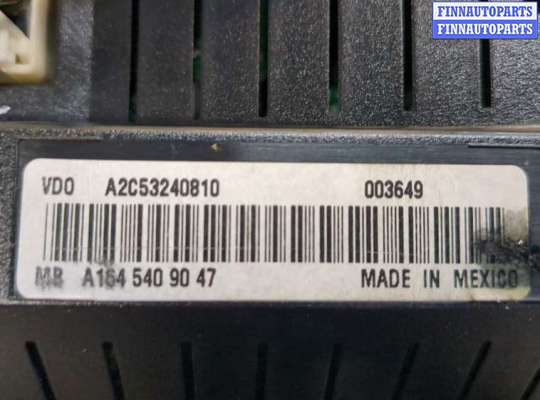 FINNAUTOPARTS
FINNAUTOPARTS
VDO A2C53240810 003649
MB A164 540 90 47 MADE IN MEXICO